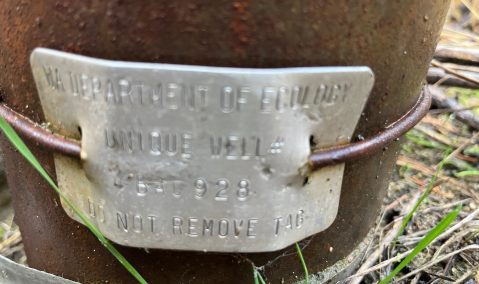 WA DEPARTMENT OF ECOLOGY
UNIQUE WELL#
928
DO NOT REMOVE TAG